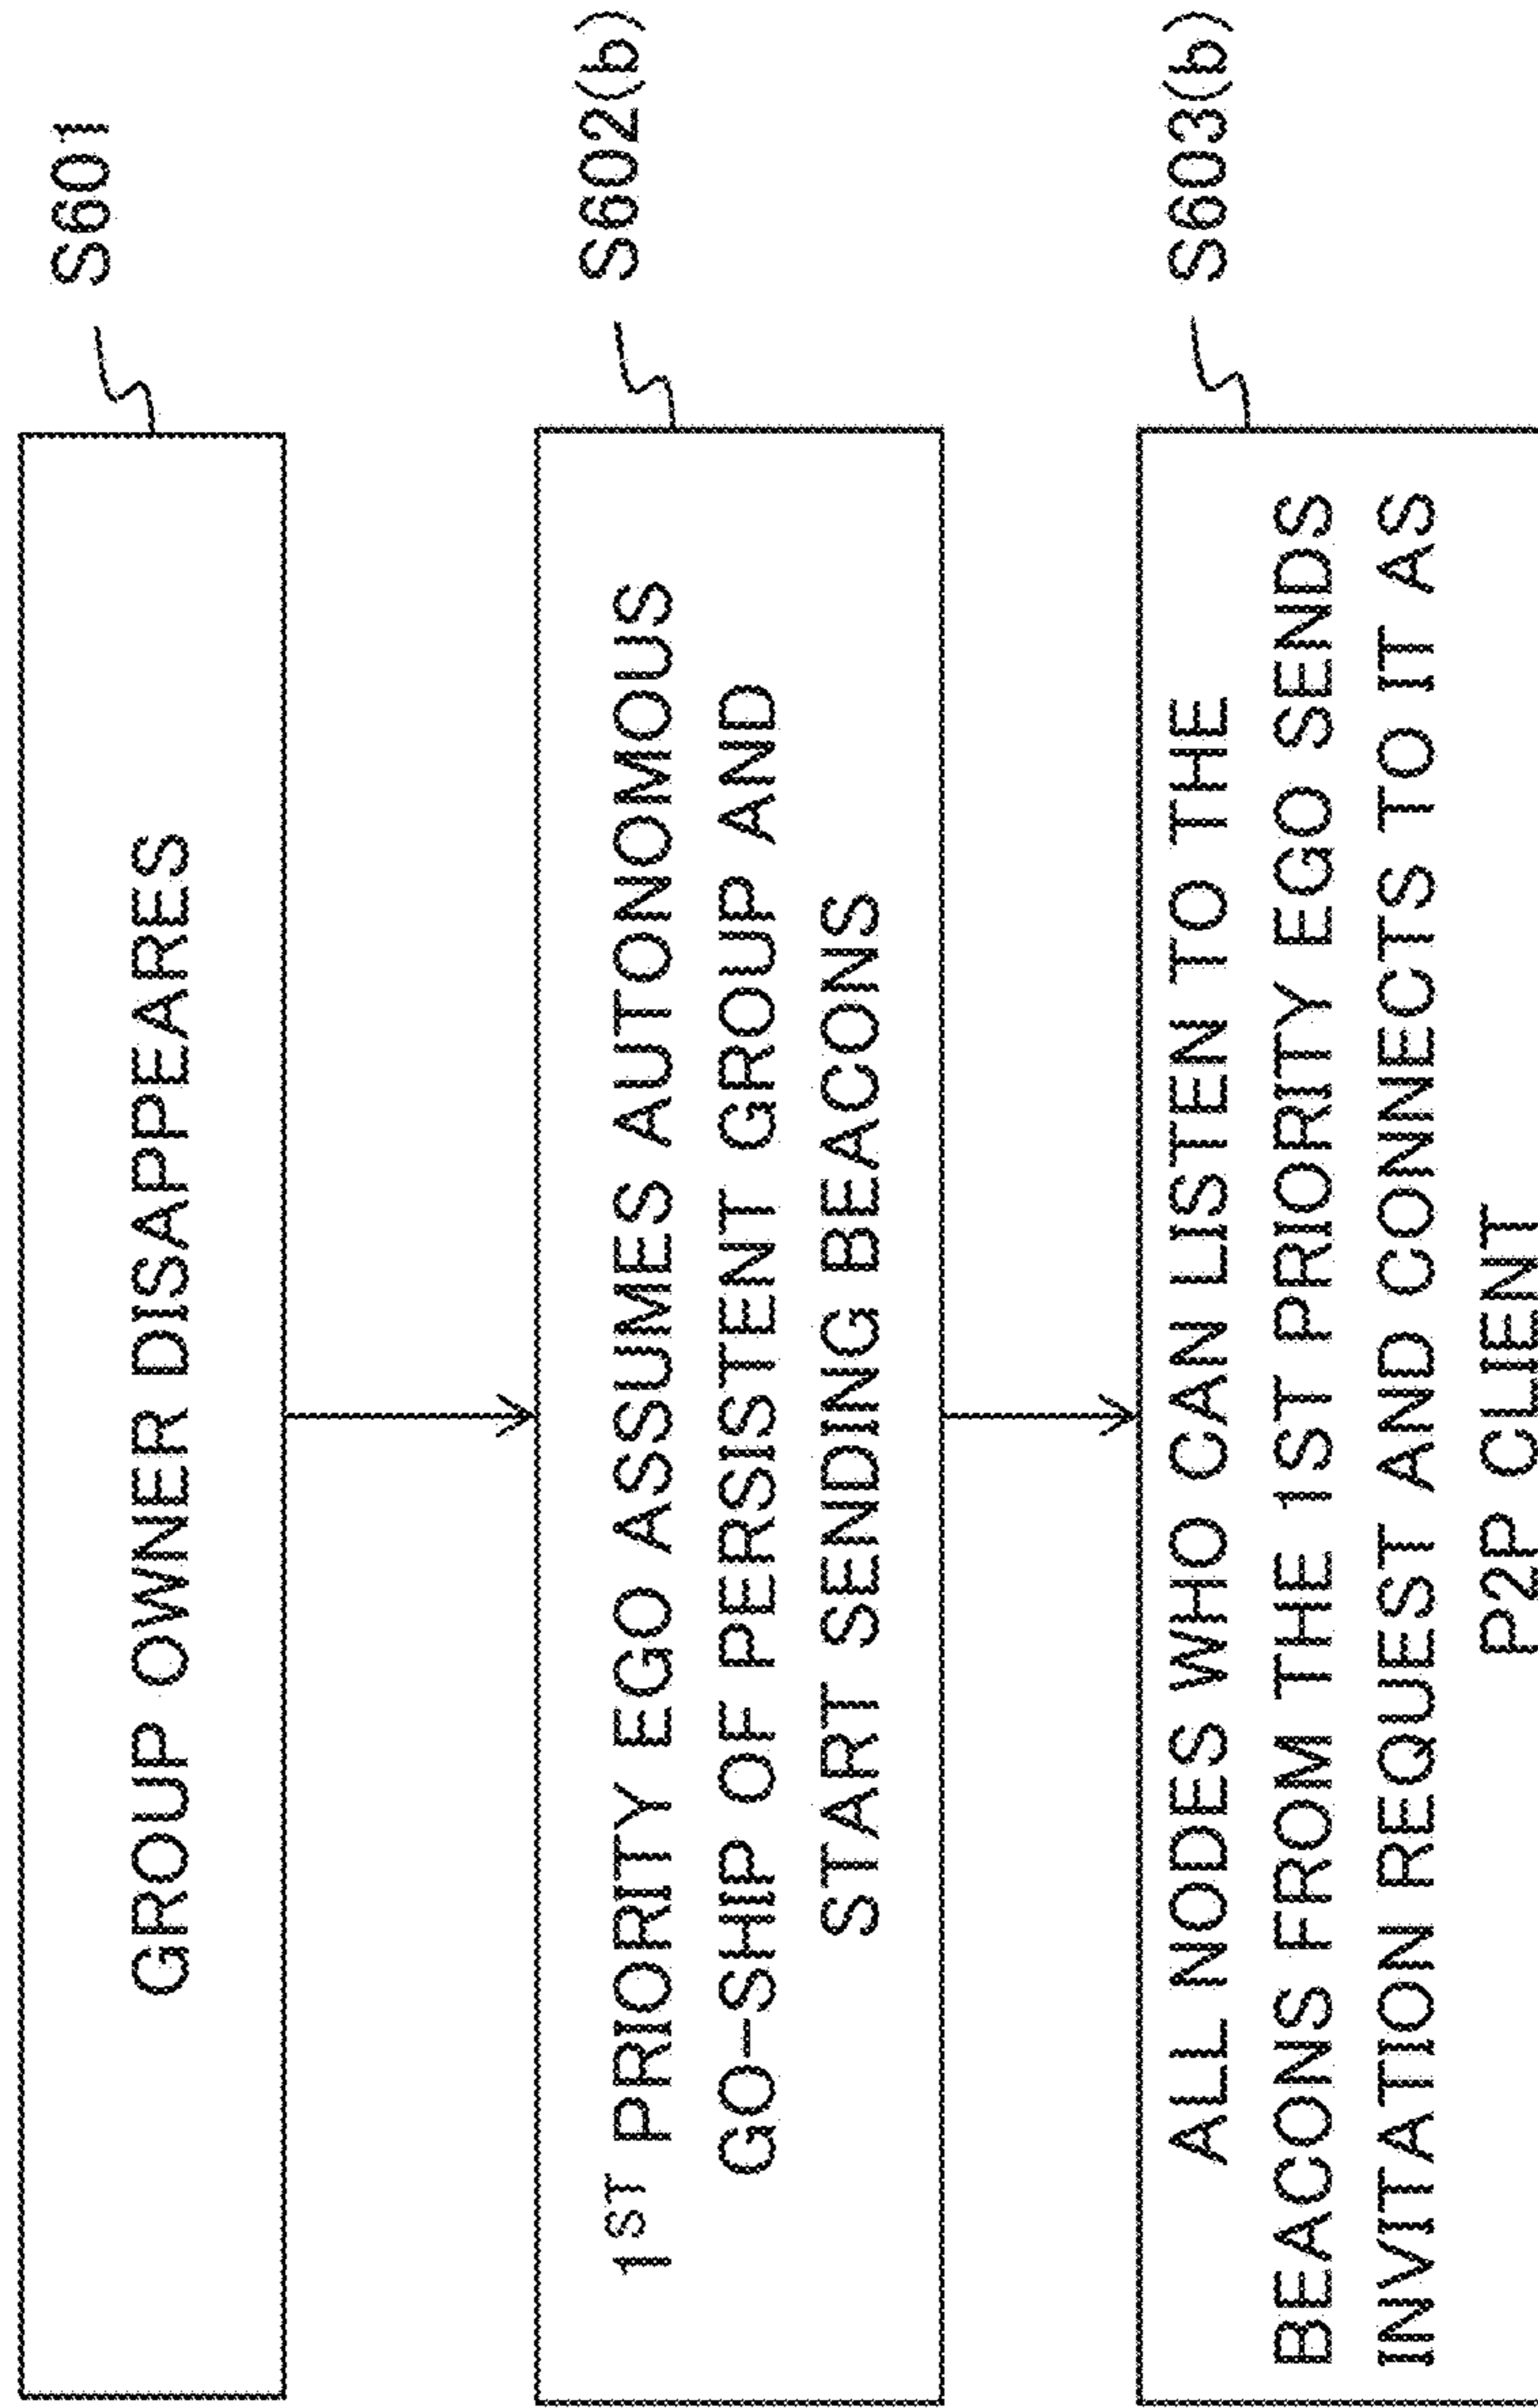 S601
GROUP OWNER DISAPPEARES
S602(b)
1ST PRIORITY EGO ASSUMES AUTONOMOUS
GO-SHIP OF PERSISTENT GROUP AND
START SENDING BEACONS
S603(b)
ALL NODES WHO CAN LISTEN TO THE
BEACONS FROM THE 1ST PRIORITY EGO SENDS
INVITATION REQUEST AND CONNECTS TO IT AS
P2P CLIENT